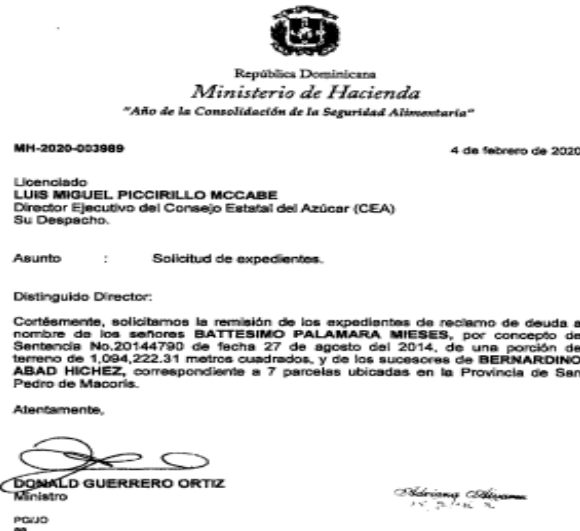 República Dominicana
Ministerio de Hacienda
"Año de la Consolidación de la Seguridad Alimentaria"
MH-2020-003989
4 de febrero de 2020
Licenciado
LUIS MIGUEL PICCIRILLO MCCABE
Director Ejecutivo del Consejo Estatal del Azúcar (CEA)
Su Despacho.
Asunto : Solicitud de expedientes.
Distinguido Director:
Cortésmente, solicitamos la remisión de los expedientes de reclamo de deuda a
nombre de los señores BATTESIMO PALAMARA MIESES, por concepto de
Sentencia No.20144790 de fecha 27 de agosto del 2014, de una porción de
terreno de 1,094,222.31 metros cuadrados, y de los sucesores de BERNARDINO
ABAD HICHEZ, correspondiente a 7 parcelas ubicadas en la Provincia de San
Pedro de Macorís.
Atentamente,
DONALD GUERRERO ORTIZ
Ministro
Adriana
PG/JO